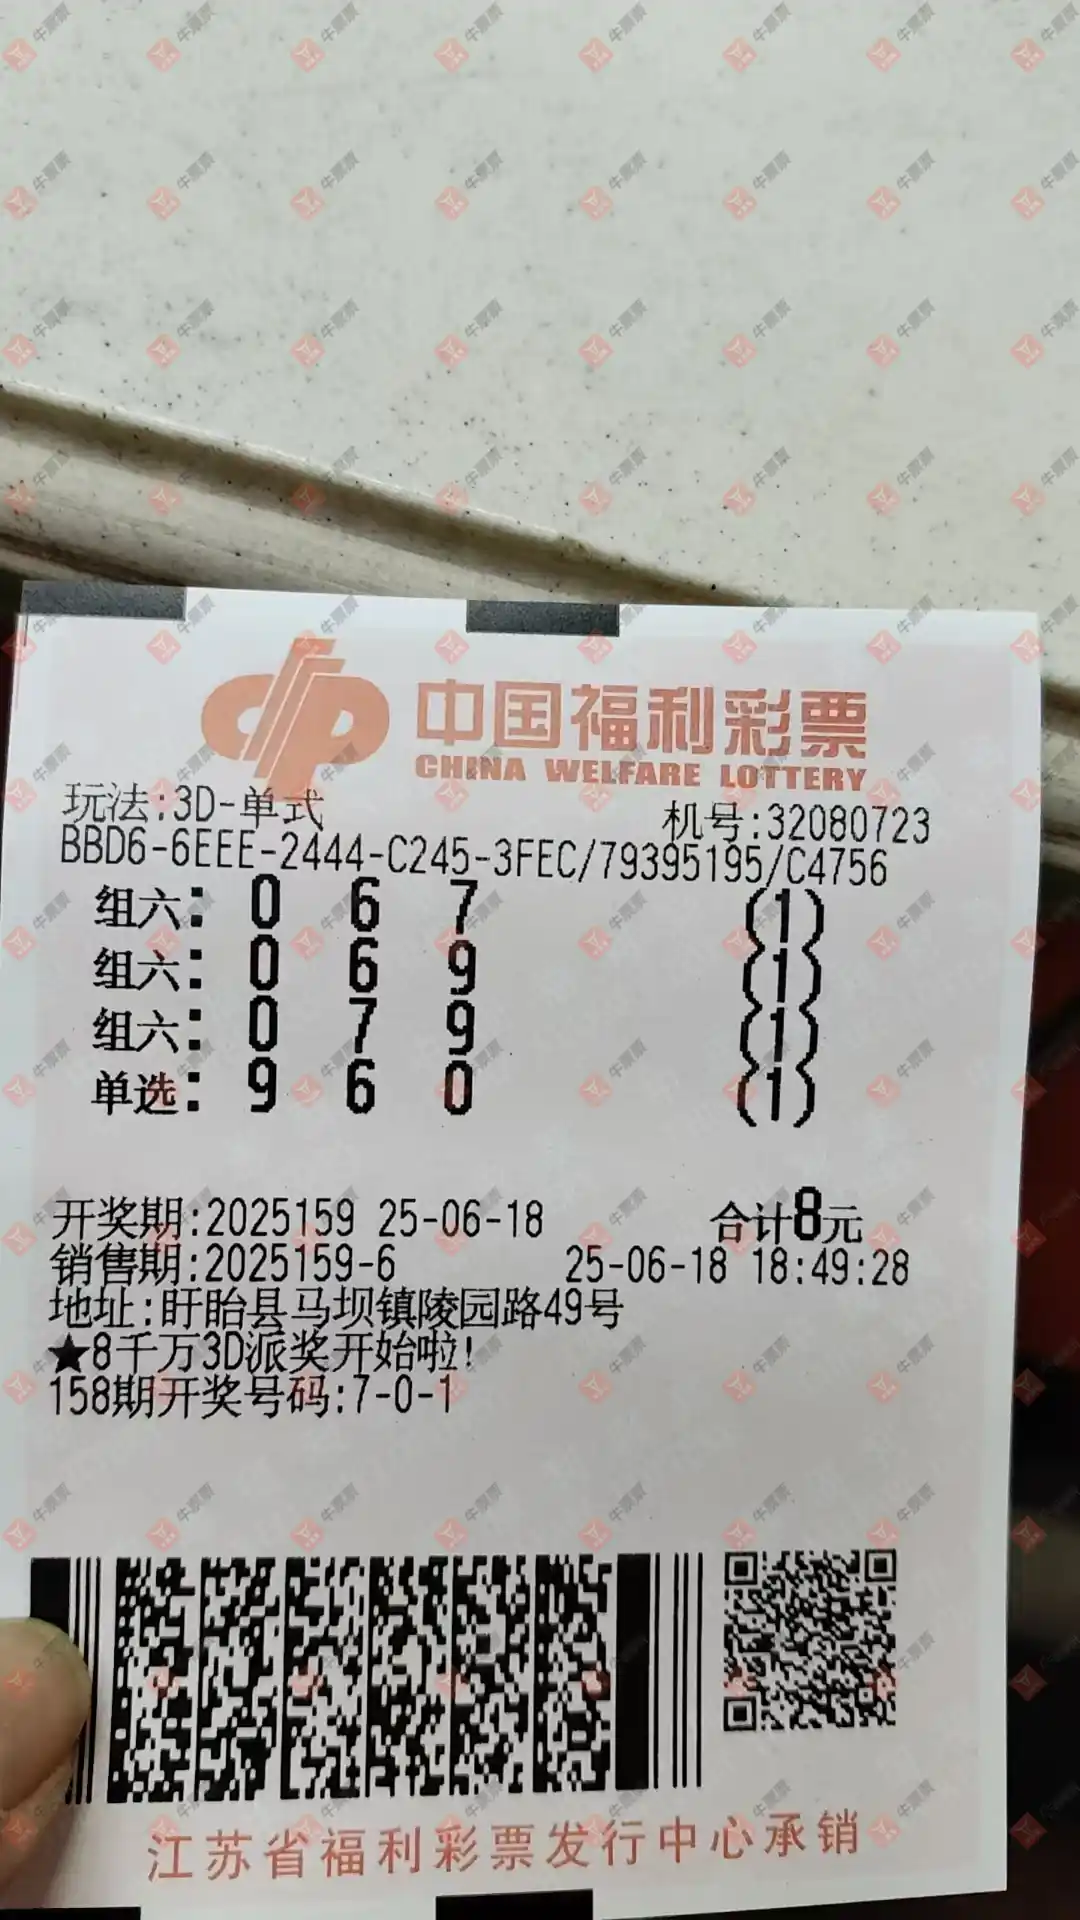 中国福利彩票
CHINA WELFARE LOTTERY
玩法:3D-单式 机号:32080723
BBD6-6EEE-2444-C245-3FEC/79395195/C4756
组六: 0 6 7 (1)
组六: 0 6 9 (1)
组六: 0 7 9 (1)
单选: 9 6 0 (1)
开奖期:2025159 25-06-18 合计8元
销售期:2025159-6 25-06-18 18:49:28
地址:盱眙县马坝镇陵园路49号
★8千万3D派奖开始啦!
158期开奖号码:7-0-1
江苏省福利彩票发行中心承销
牛票票